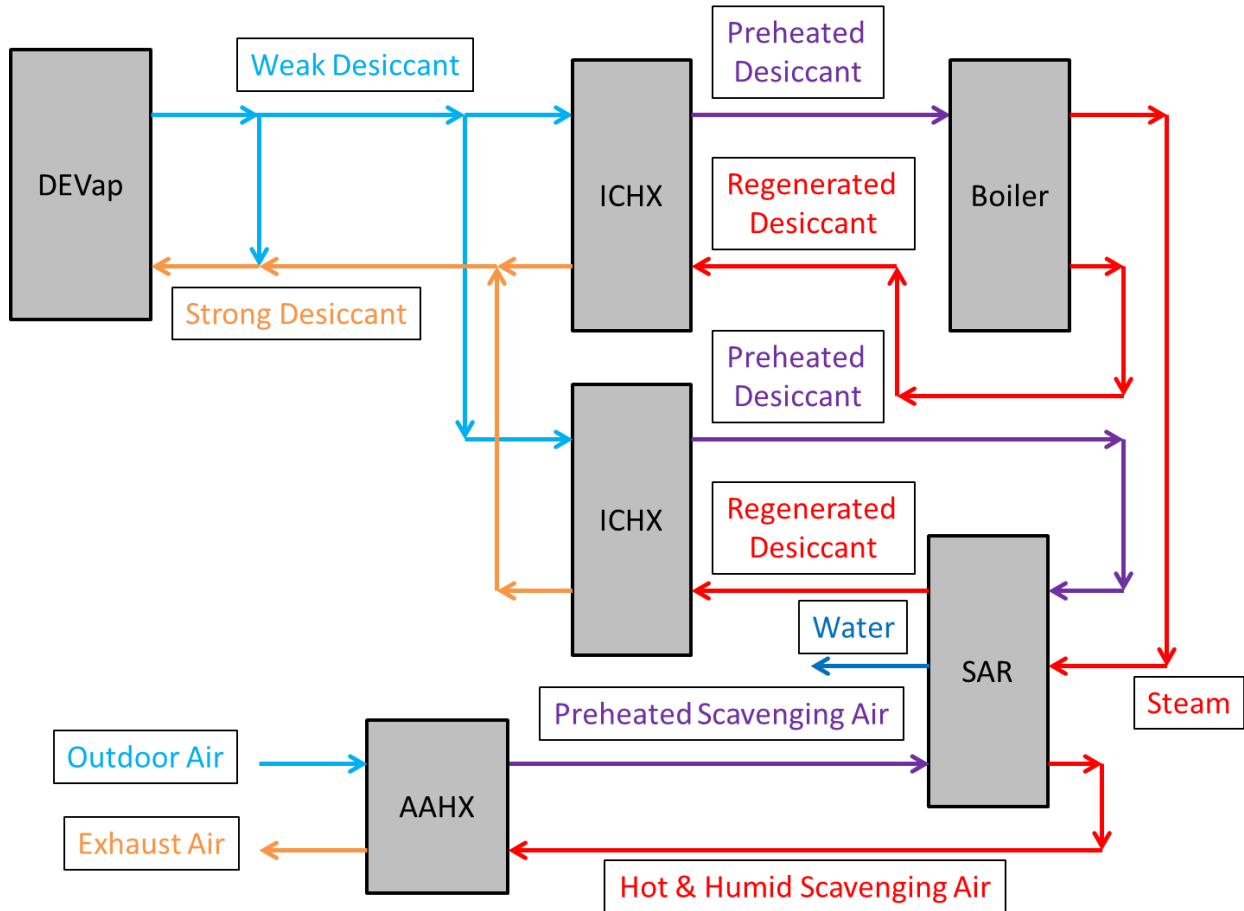 Preheated
Desiccant
Weak Desiccant
DEVap
ICHX
Boiler
Regenerated
Desiccant
Strong Desiccant
Preheated
Desiccant
ICHX
Regenerated
Desiccant
Water
SAR
Preheated Scavenging Air
Steam
Outdoor Air
AAHX
Exhaust Air
Hot & Humid Scavenging Air